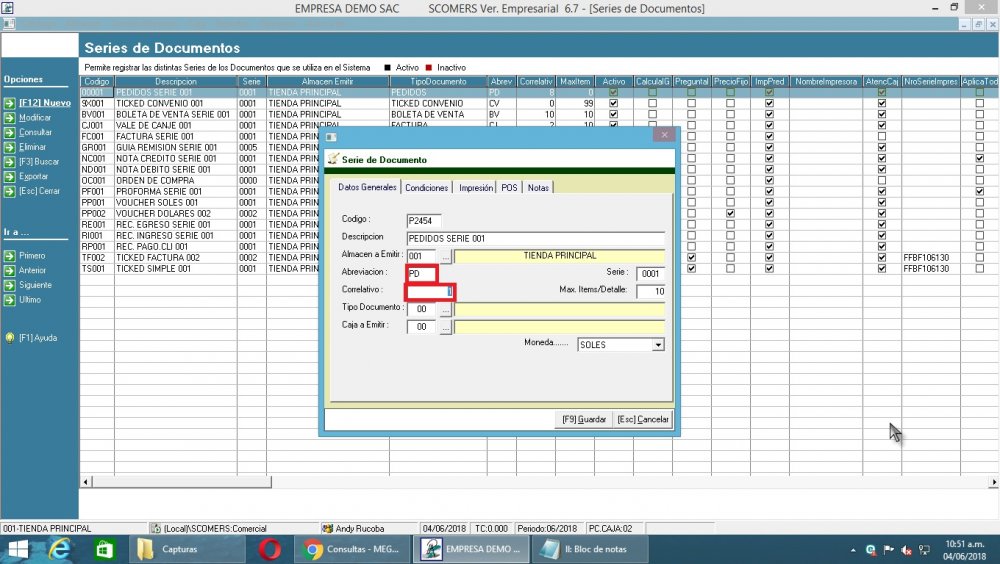 EMPRESA DEMO SAC SCOMERS Ver. Empresarial 6.7 - [Series de Documentos]
Series de Documentos
Permite registrar las distintas Series de los Documentos que se utiliza en el Sistema Activo Inactivo
Opciones
[F12] Nuevo
Modificar
Consultar
Eliminar
[F3] Buscar
Exportar
[Esc] Cerrar
Ir a ...
Primero
Anterior
Siguiente
Ultimo
[F1] Ayuda
Codigo Descripcion Serie Almacen Emitir TipoDocumento Abrev Correlativ MaxItem Activo CalculaIG Preguntal PrecioFijo ImpPred NombreImpresora AtencCaj NroSerieImpres AplicaTod
00001 PEDIDOS SERIE 001 0001 TIENDA PRINCIPAL PEDIDOS PD 8 0
9X001 TICKED CONVENIO 001 0001 TIENDA PRINCIPAL TICKED CONVENIO CV 0 99
BV001 BOLETA DE VENTA SERIE 001 0001 TIENDA PRINCIPAL BOLETA DE VENTA BV 10 10
CJ001 VALE DE CANJE 001 0001 TIENDA PRINCIPAL FACTURA CJ 2 10
FC001 FACTURA SERIE 001 0001 TIENDA PRIN
GR001 GUIA REMISION SERIE 001 0005 TIENDA PRIN
NC001 NOTA CREDITO SERIE 001 0001 TIENDA PRIN
ND001 NOTA DEBITO SERIE 001 0001 TIENDA PRIN
OC001 ORDEN DE COMPRA 0000 TIENDA PRIN
PF001 PROFORMA SERIE 001 0001 TIENDA PRIN
PP001 VOUCHER SOLES 001 0001 TIENDA PRIN
PP002 VOUCHER DOLARES 002 0002 TIENDA PRIN
RE001 REC. EGRESO SERIE 001 0001 TIENDA PRIN
RI001 REC. INGRESO SERIE 001 0001 TIENDA PRIN
RP001 REC. PAGO.CLI 001 0001 TIENDA PRIN
TF002 TICKED FACTURA 002 0002 TIENDA PRIN FFBF106130
TS001 TICKED SIMPLE 001 0001 TIENDA PRIN FFBF106130
Serie de Documento
Datos Generales Condiciones Impresión POS Notas
Codigo : P2454
Descripcion PEDIDOS SERIE 001
Almacen a Emitir : 001 ... TIENDA PRINCIPAL
Abreviacion : PD Serie : 0001
Correlativo : 1 Max. Items/Detalle: 10
Tipo Documento : 00 ...
Caja a Emitir : 00 ...
Moneda....... SOLES
[F9] Guardar [Esc] Cancelar
001-TIENDA PRINCIPAL (Local)\SCOMERS:Comercial Andy Rucoba 04/06/2018 TC:0.000 Periodo:06/2018 PC.CAJA:02
Capturas Consultas - MEG... EMPRESA DEMO ... II: Bloc de notas
10:51 a.m.
04/06/2018